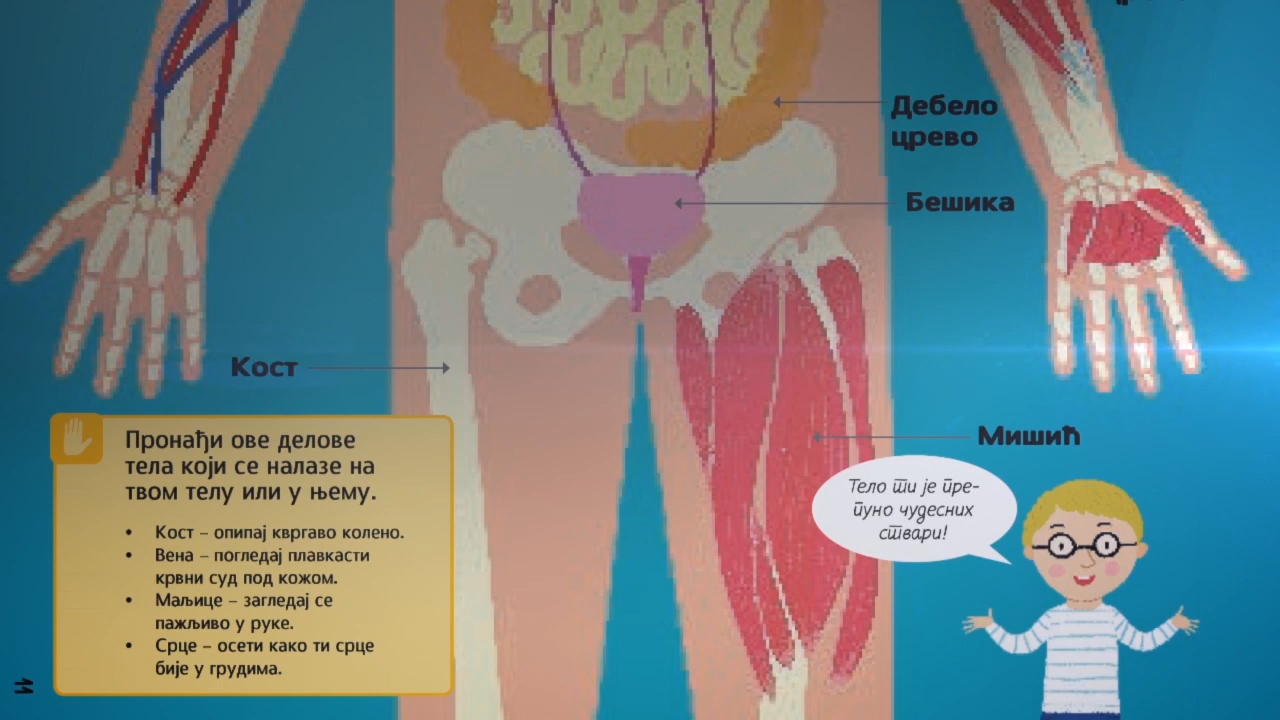 Дебело
црево
Бешика
Кост
Мишић
Пронађи ове делове
тела који се налазе на
твом телу или у њему.
• Кост – опипај квргаво колено.
• Вена – погледај плавкасти
крвни суд под кожом.
• Маљице – загледај се
пажљиво у руке.
• Срце – осети како ти срце
бије у грудима.
Тело ти је пре-
пуно чудесних
ствари!
11